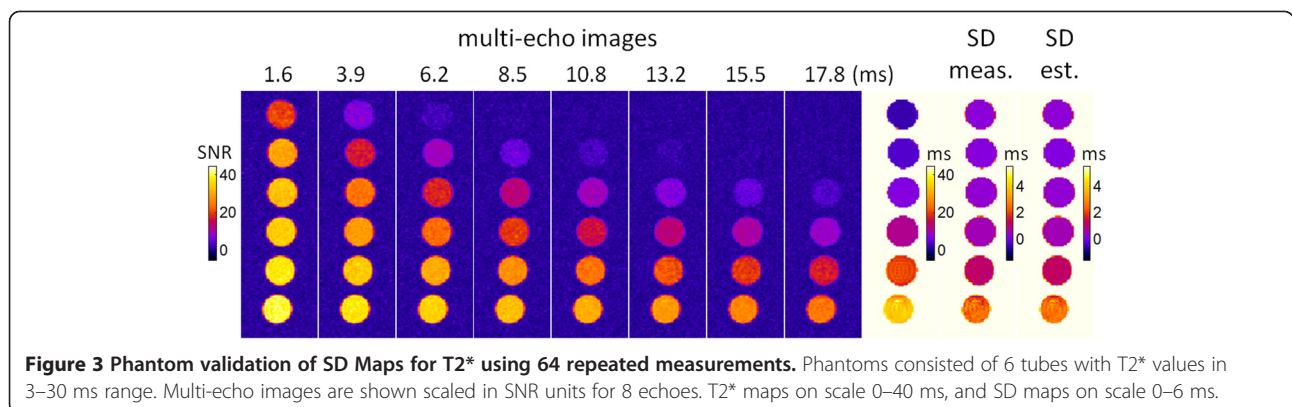 multi-echo images
SD SD
meas. est.
1.6 3.9 6.2 8.5 10.8 13.2 15.5 17.8 (ms)
SNR
40
20
0
ms
40
20
0
ms
4
2
0
ms
4
2
0
Figure 3 Phantom validation of SD Maps for T2* using 64 repeated measurements. Phantoms consisted of 6 tubes with T2* values in
3–30 ms range. Multi-echo images are shown scaled in SNR units for 8 echoes. T2* maps on scale 0–40 ms, and SD maps on scale 0–6 ms.